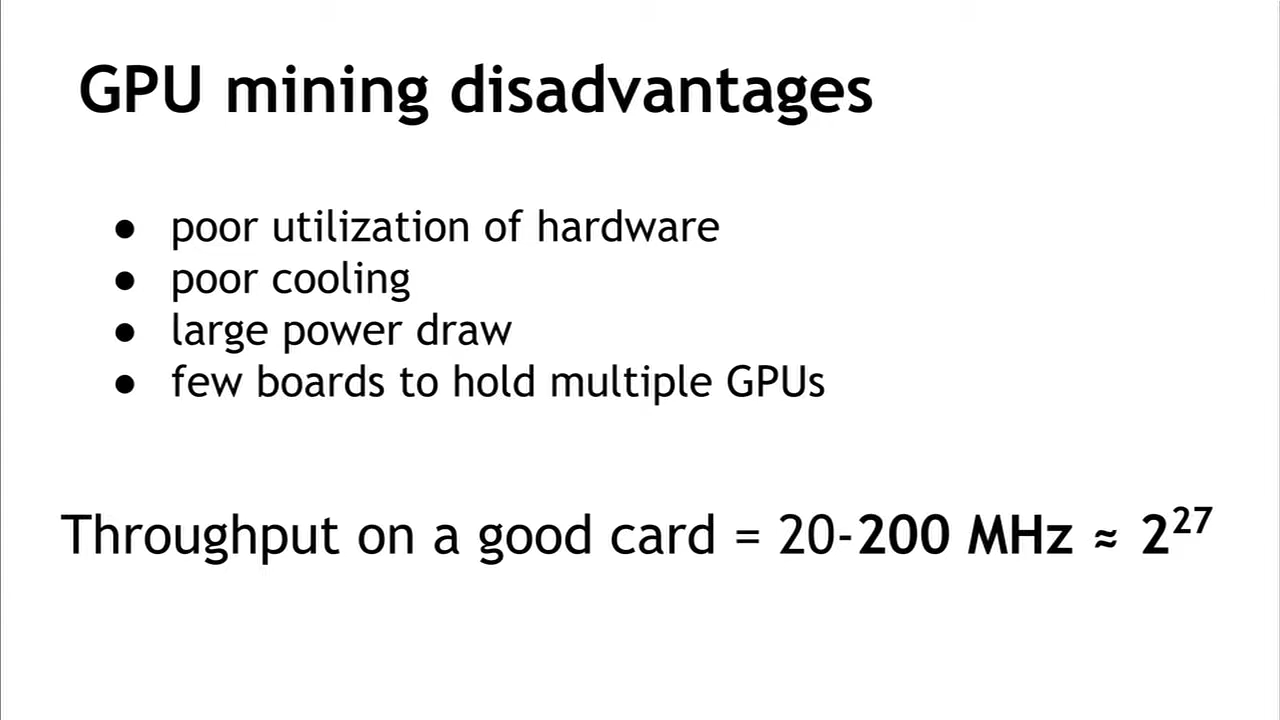 GPU mining disadvantages
● poor utilization of hardware
● poor cooling
● large power draw
● few boards to hold multiple GPUs
Throughput on a good card = 20-200 MHz ≈ 2²⁷